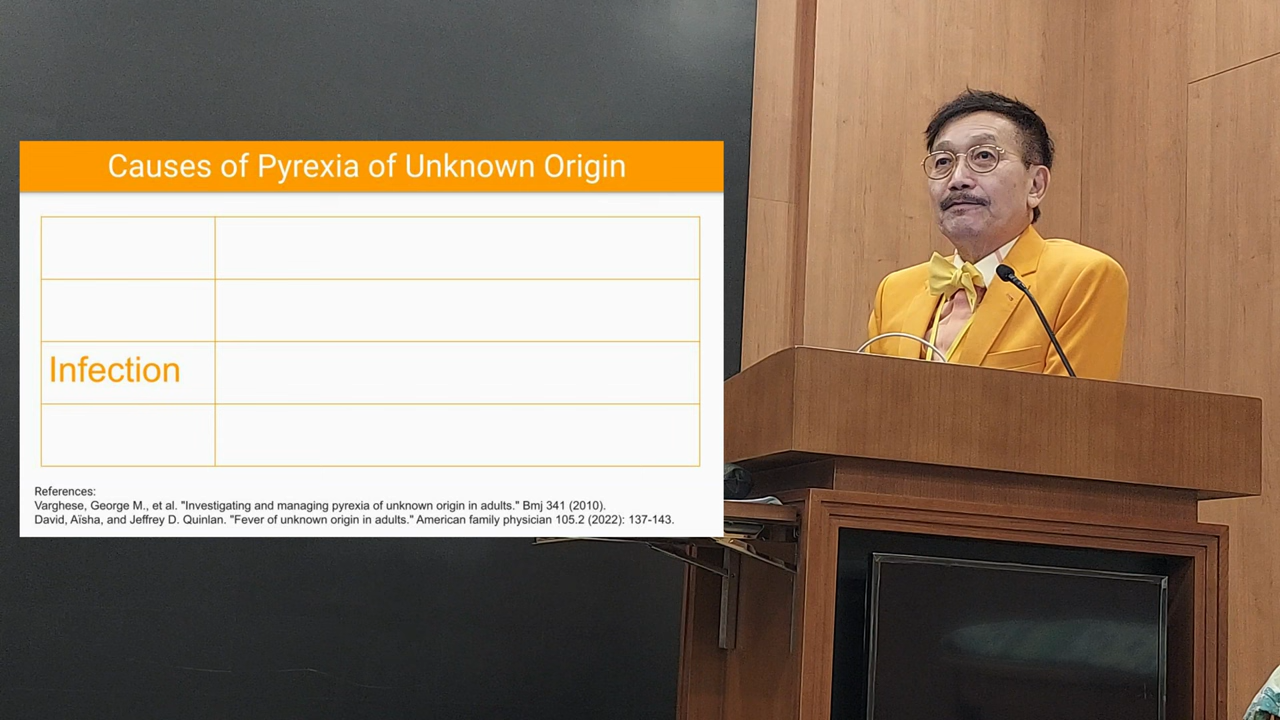 Causes of Pyrexia of Unknown Origin
Infection
References:
Varghese, George M., et al. "Investigating and managing pyrexia of unknown origin in adults." Bmj 341 (2010).
David, Aïsha, and Jeffrey D. Quinlan. "Fever of unknown origin in adults." American family physician 105.2 (2022): 137-143.